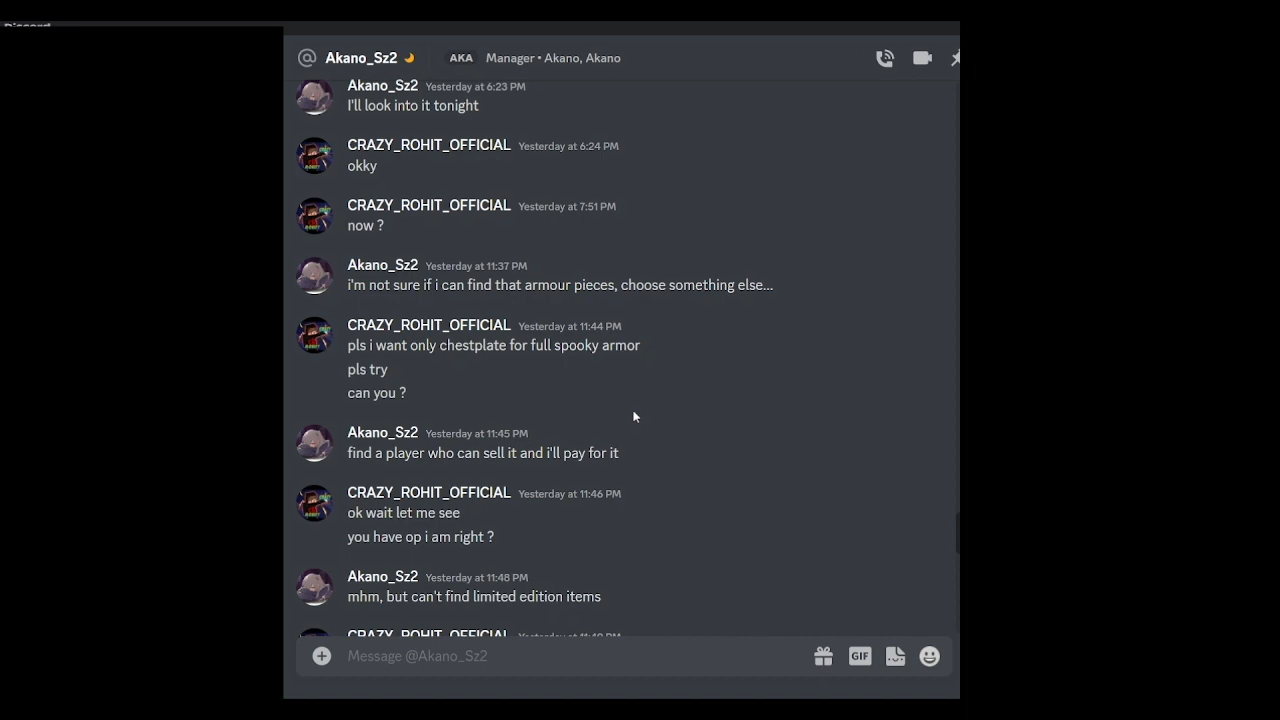 Discord
Akano_Sz2 AKA Manager • Akano, Akano
Akano_Sz2 Yesterday at 6:23 PM
I'll look into it tonight
CRAZY_ROHIT_OFFICIAL Yesterday at 6:24 PM
okky
CRAZY_ROHIT_OFFICIAL Yesterday at 7:51 PM
now ?
Akano_Sz2 Yesterday at 11:37 PM
i'm not sure if i can find that armour pieces, choose something else...
CRAZY_ROHIT_OFFICIAL Yesterday at 11:44 PM
pls i want only chestplate for full spooky armor
pls try
can you ?
Akano_Sz2 Yesterday at 11:45 PM
find a player who can sell it and i'll pay for it
CRAZY_ROHIT_OFFICIAL Yesterday at 11:46 PM
ok wait let me see
you have op i am right ?
Akano_Sz2 Yesterday at 11:48 PM
mhm, but can't find limited edition items
CRAZY_ROHIT_OFFICIAL Yesterday at
Message @Akano_Sz2 GIF